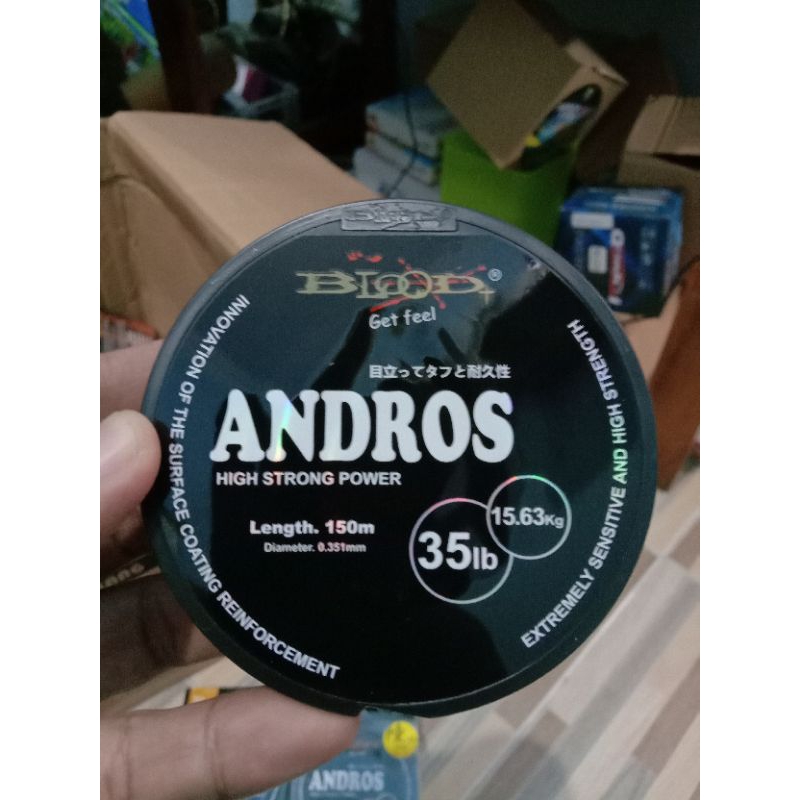 BLOOD
®
Get feel
目立ってタフと耐久性
ANDROS
HIGH STRONG POWER
Length. 150m
Diameter. 0.351mm
35lb
15.63Kg
INNOVATION OF THE SURFACE COATING REINFORCEMENT
EXTREMELY SENSITIVE AND HIGH STRENGTH
ANDROS